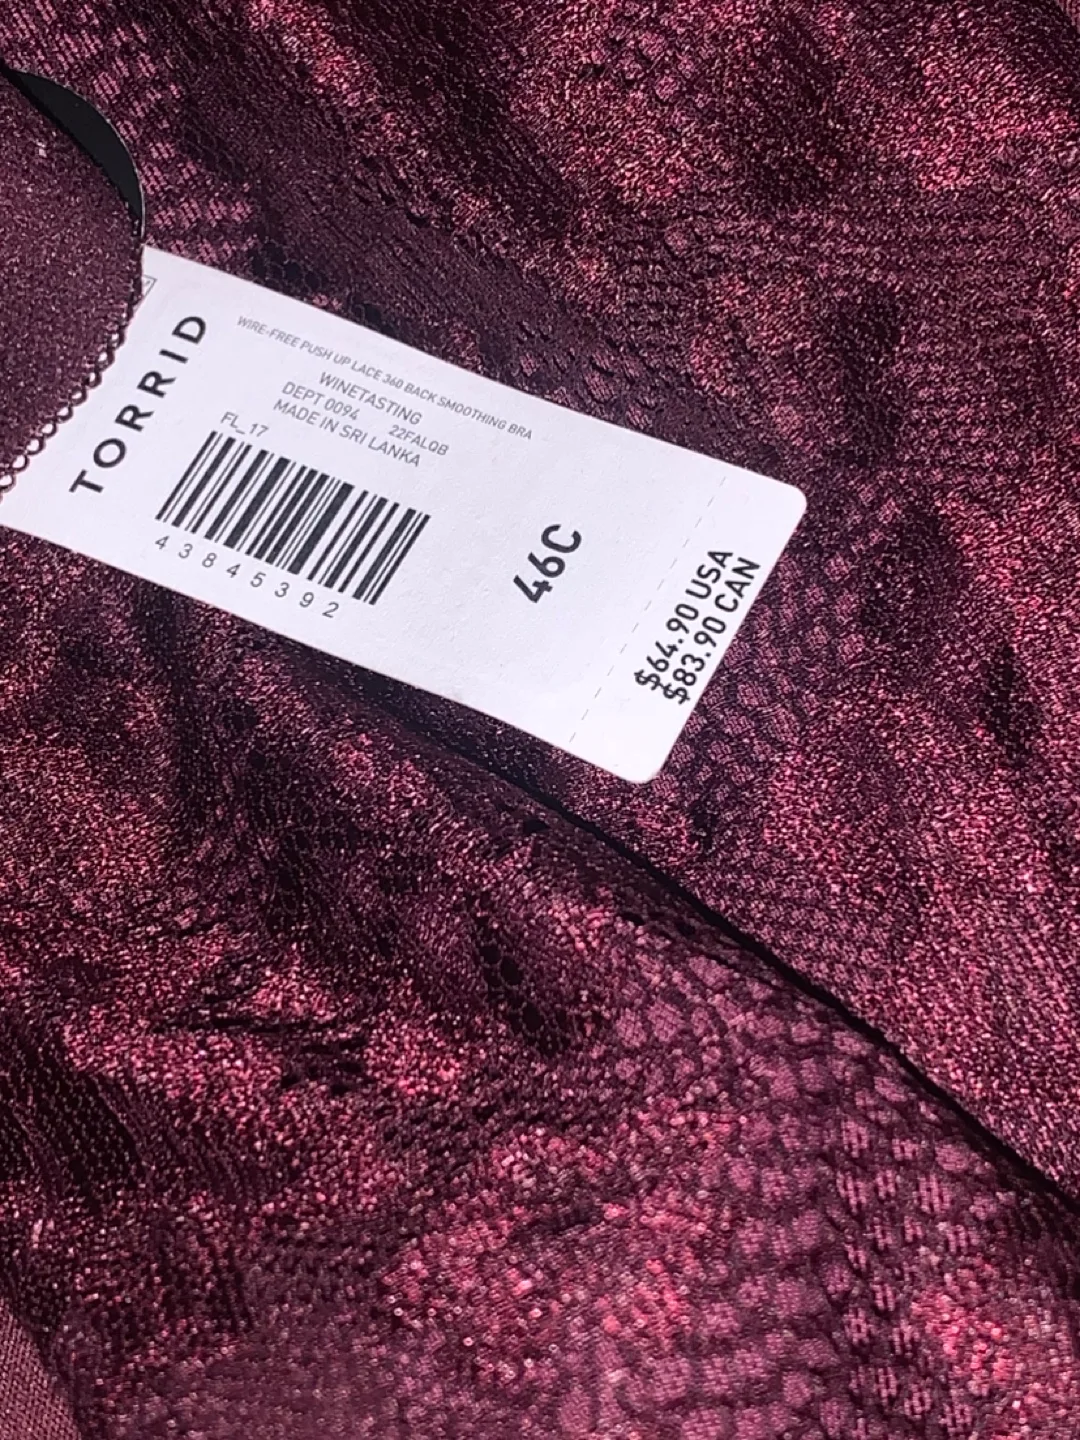 TORRID
WIRE-FREE PUSH UP LACE 360 BACK SMOOTHING BRA
WINETASTING
DEPT 0094 22FALQB
MADE IN SRI LANKA
FL_17
43845392
46C
$64.90 USA
$83.90 CAN